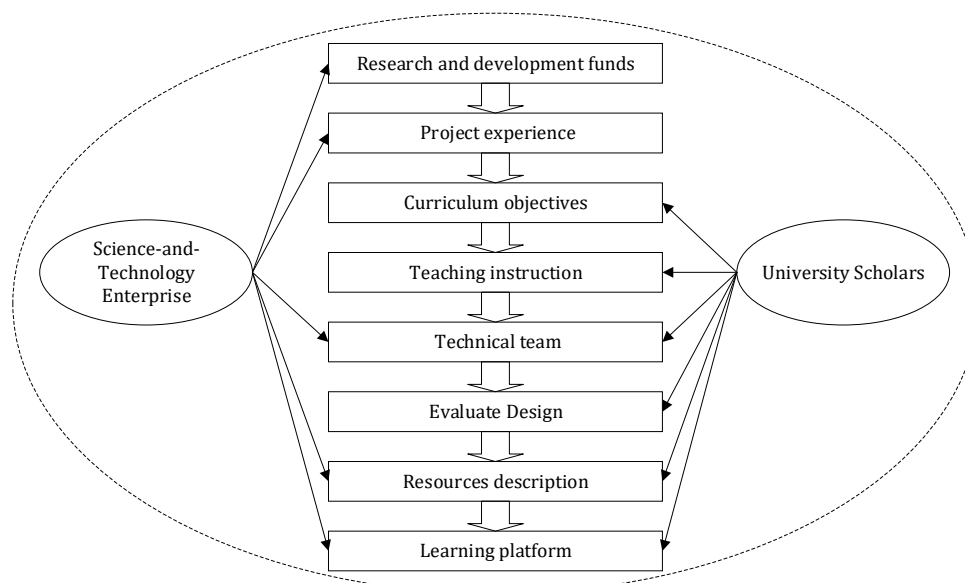 Research and development funds
Project experience
Curriculum objectives
Science-and-
Technology
Enterprise
Teaching instruction
University Scholars
Technical team
Evaluate Design
Resources description
Learning platform